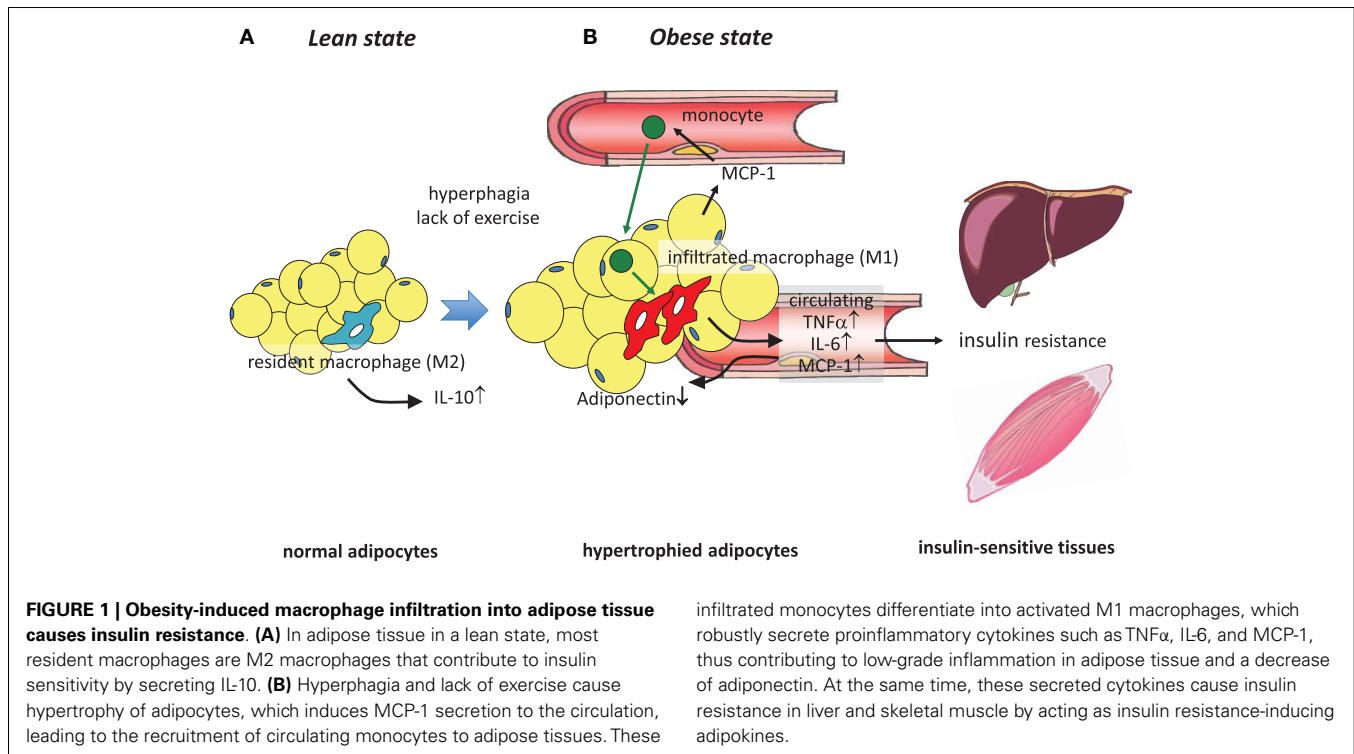 A Lean state
B Obese state
monocyte
MCP-1
hyperphagia
lack of exercise
infiltrated macrophage (M1)
circulating
TNFα↑
IL-6↑
MCP-1↑
insulin resistance
resident macrophage (M2)
IL-10↑
Adiponectin↓
normal adipocytes
hypertrophied adipocytes
insulin-sensitive tissues
FIGURE 1 | Obesity-induced macrophage infiltration into adipose tissue
causes insulin resistance. (A) In adipose tissue in a lean state, most
resident macrophages are M2 macrophages that contribute to insulin
sensitivity by secreting IL-10. (B) Hyperphagia and lack of exercise cause
hypertrophy of adipocytes, which induces MCP-1 secretion to the circulation,
leading to the recruitment of circulating monocytes to adipose tissues. These
infiltrated monocytes differentiate into activated M1 macrophages, which
robustly secrete proinflammatory cytokines such as TNFα, IL-6, and MCP-1,
thus contributing to low-grade inflammation in adipose tissue and a decrease
of adiponectin. At the same time, these secreted cytokines cause insulin
resistance in liver and skeletal muscle by acting as insulin resistance-inducing
adipokines.